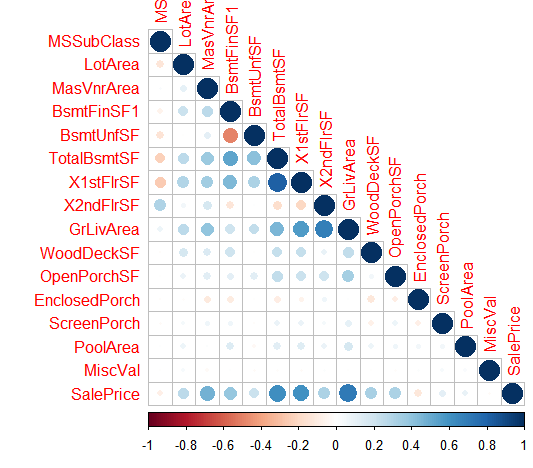 MS
LotArea
MasVnrArea
BsmtFinSF1
BsmtUnfSF
TotalBsmtSF
X1stFlrSF
X2ndFlrSF
GrLivArea
WoodDeckSF
OpenPorchSF
EnclosedPorch
ScreenPorch
PoolArea
MiscVal
SalePrice
MSSubClass
LotArea
MasVnrArea
BsmtFinSF1
BsmtUnfSF
TotalBsmtSF
X1stFlrSF
X2ndFlrSF
GrLivArea
WoodDeckSF
OpenPorchSF
EnclosedPorch
ScreenPorch
PoolArea
MiscVal
SalePrice
-1 -0.8 -0.6 -0.4 -0.2 0 0.2 0.4 0.6 0.8 1